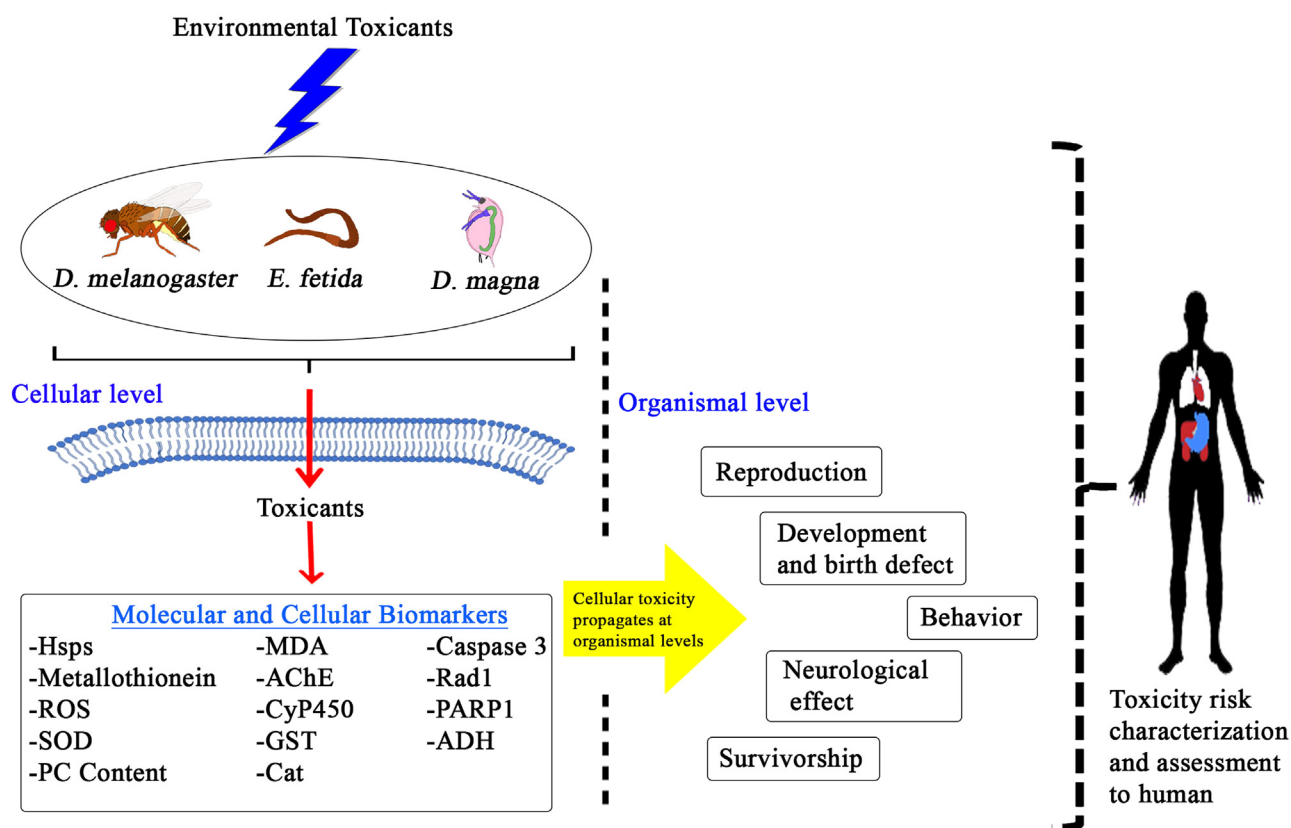 Environmental Toxicants
D. melanogaster
E. fetida
D. magna
Cellular level
Toxicants
Molecular and Cellular Biomarkers
-Hsps
-Metallothionein
-ROS
-SOD
-PC Content
-MDA
-AChE
-CyP450
-GST
-Cat
-Caspase 3
-Rad1
-PARP1
-ADH
Cellular toxicity
propagates at
organismal levels
Organismal level
Reproduction
Development
and birth defect
Behavior
Neurological
effect
Survivorship
Toxicity risk
characterization
and assessment
to human